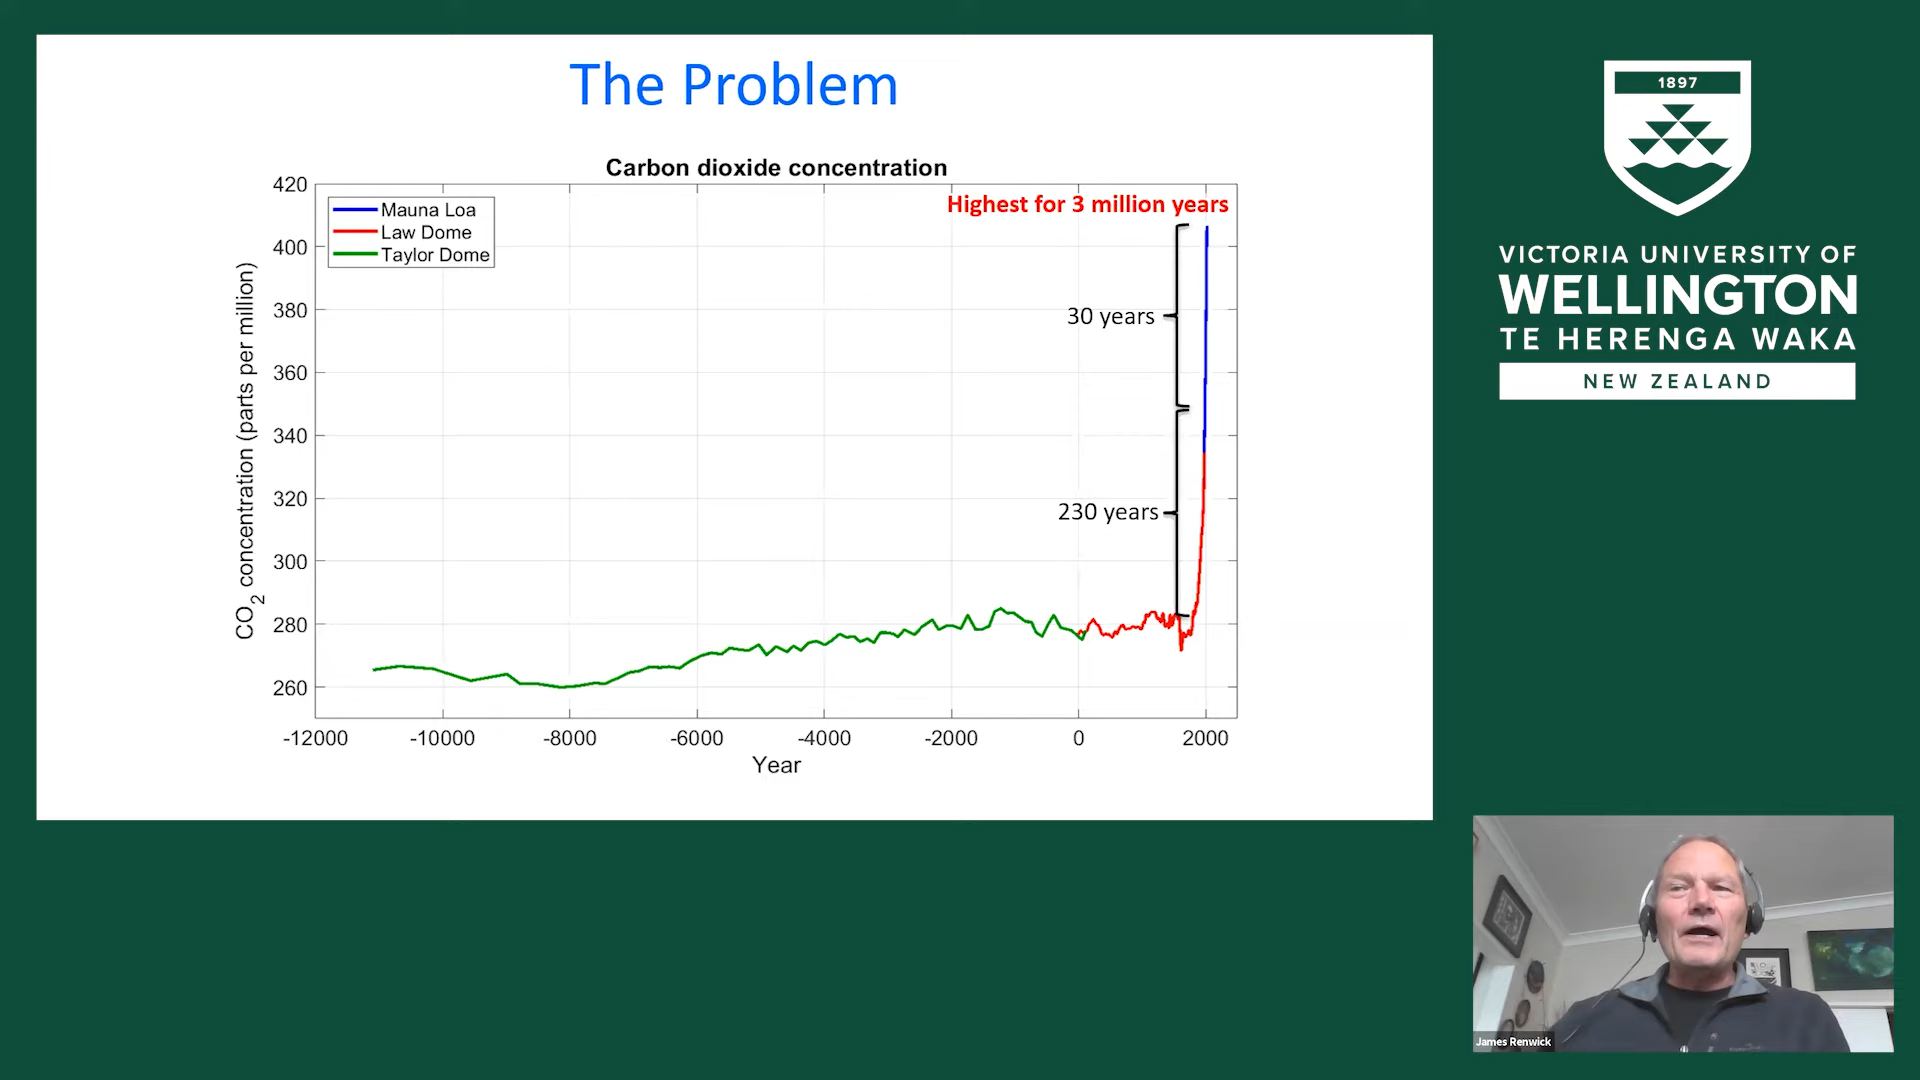 The Problem
Carbon dioxide concentration
Highest for 3 million years
Mauna Loa
Law Dome
Taylor Dome
420
400
380
360
340
320
300
280
260
CO2 concentration (parts per million)
30 years
230 years
-12000 -10000 -8000 -6000 -4000 -2000 0 2000
Year
1897
VICTORIA UNIVERSITY OF
WELLINGTON
TE HERENGA WAKA
NEW ZEALAND
James Renwick